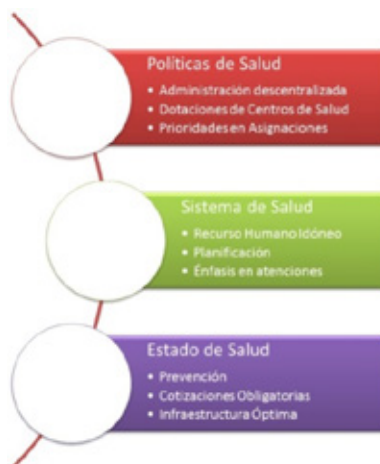 Políticas de Salud
• Administración descentralizada
• Dotaciones de Centros de Salud
• Prioridades en Asignaciones
Sistema de Salud
• Recurso Humano Idóneo
• Planificación
• Énfasis en atenciones
Estado de Salud
• Prevención
• Cotizaciones Obligatorias
• Infraestructura Óptima